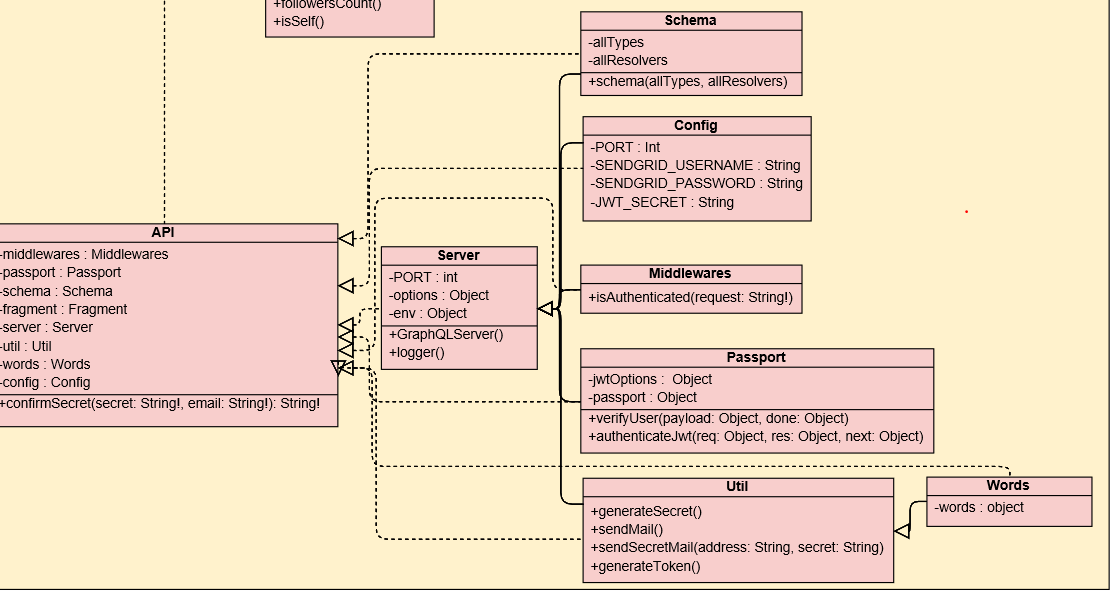 +followersCount()
+isSelf()
Schema
-allTypes
-allResolvers
+schema(allTypes, allResolvers)
Config
-PORT : Int
-SENDGRID_USERNAME : String
-SENDGRID_PASSWORD : String
-JWT_SECRET : String
API
-middlewares : Middlewares
-passport : Passport
-schema : Schema
-fragment : Fragment
-server : Server
-util : Util
-words : Words
-config : Config
+confirmSecret(secret: String!, email: String!): String!
Server
-PORT : int
-options : Object
-env : Object
+GraphQLServer()
+logger()
Middlewares
+isAuthenticated(request: String!)
Passport
-jwtOptions :  Object
-passport : Object
+verifyUser(payload: Object, done: Object)
+authenticateJwt(req: Object, res: Object, next: Object)
Util
+generateSecret()
+sendMail()
+sendSecretMail(address: String, secret: String)
+generateToken()
Words
-words : object